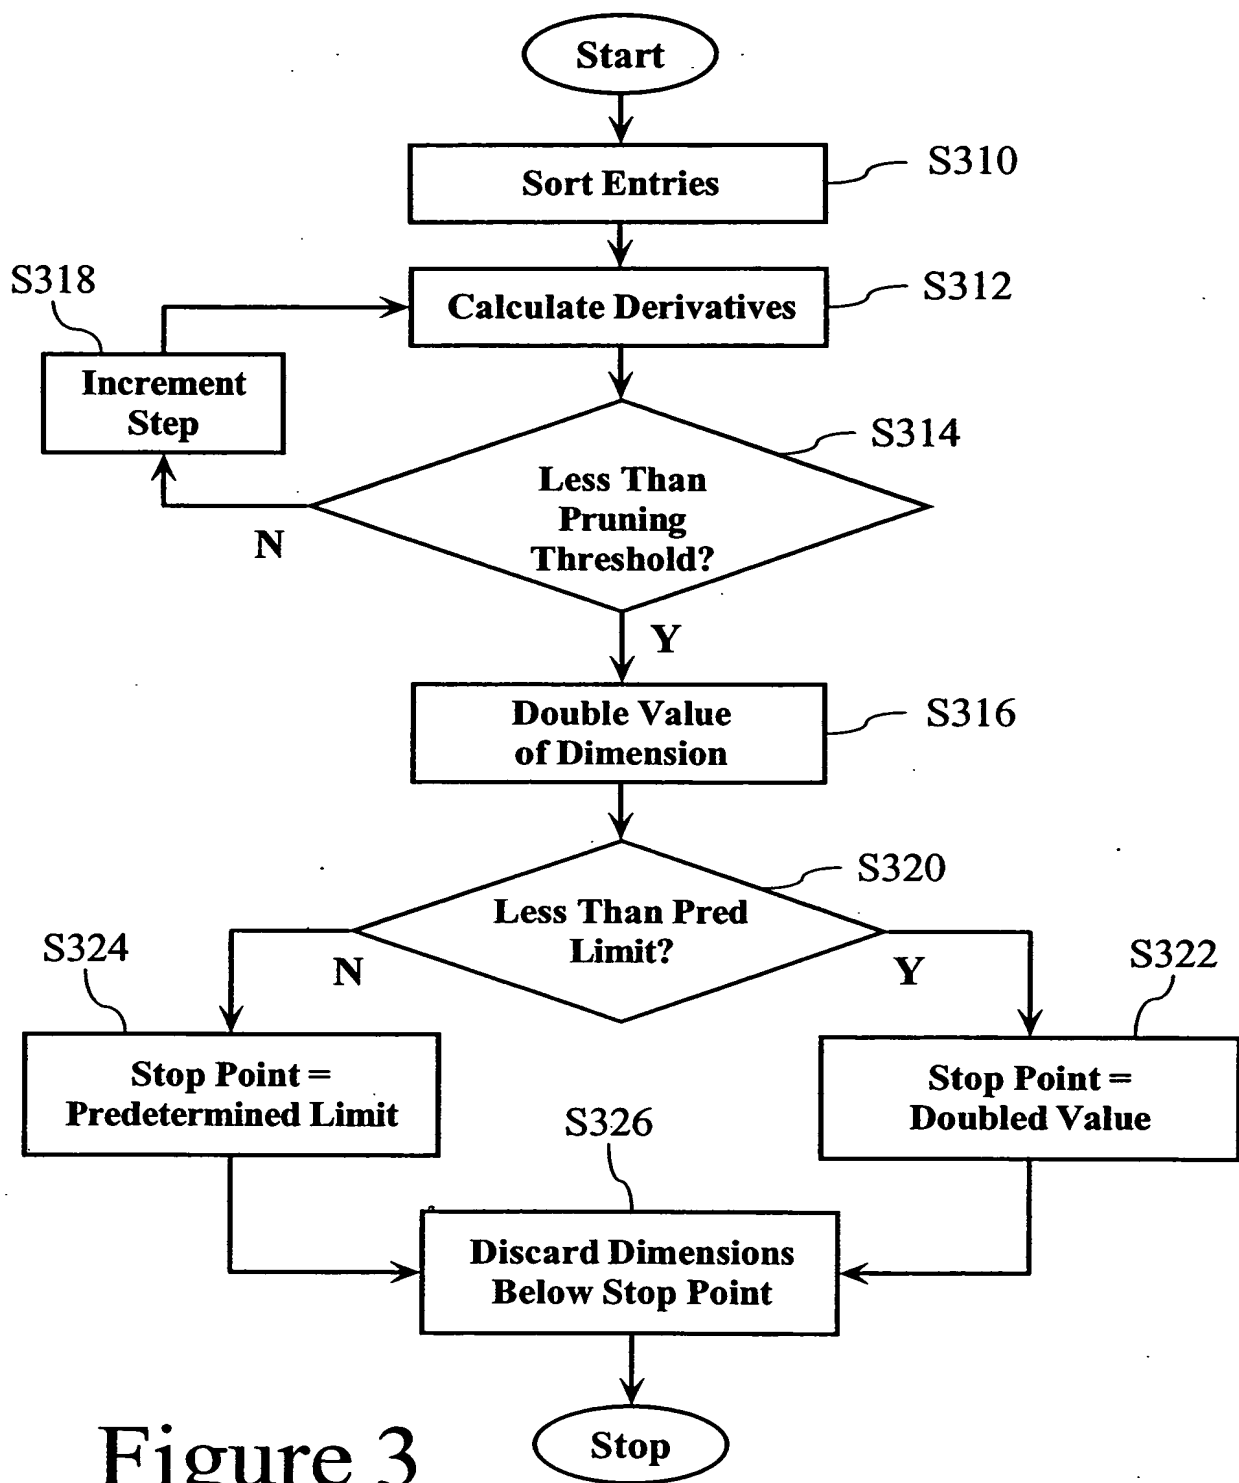 Start
Sort Entries
S310
S318
Calculate Derivatives
S312
Increment
Step
S314
Less Than
Pruning
Threshold?
N
Y
Double Value
of Dimension
S316
S320
Less Than Pred
Limit?
S324
N
Y
S322
Stop Point =
Predetermined Limit
Stop Point =
Doubled Value
S326
Discard Dimensions
Below Stop Point
Stop
Figure 3